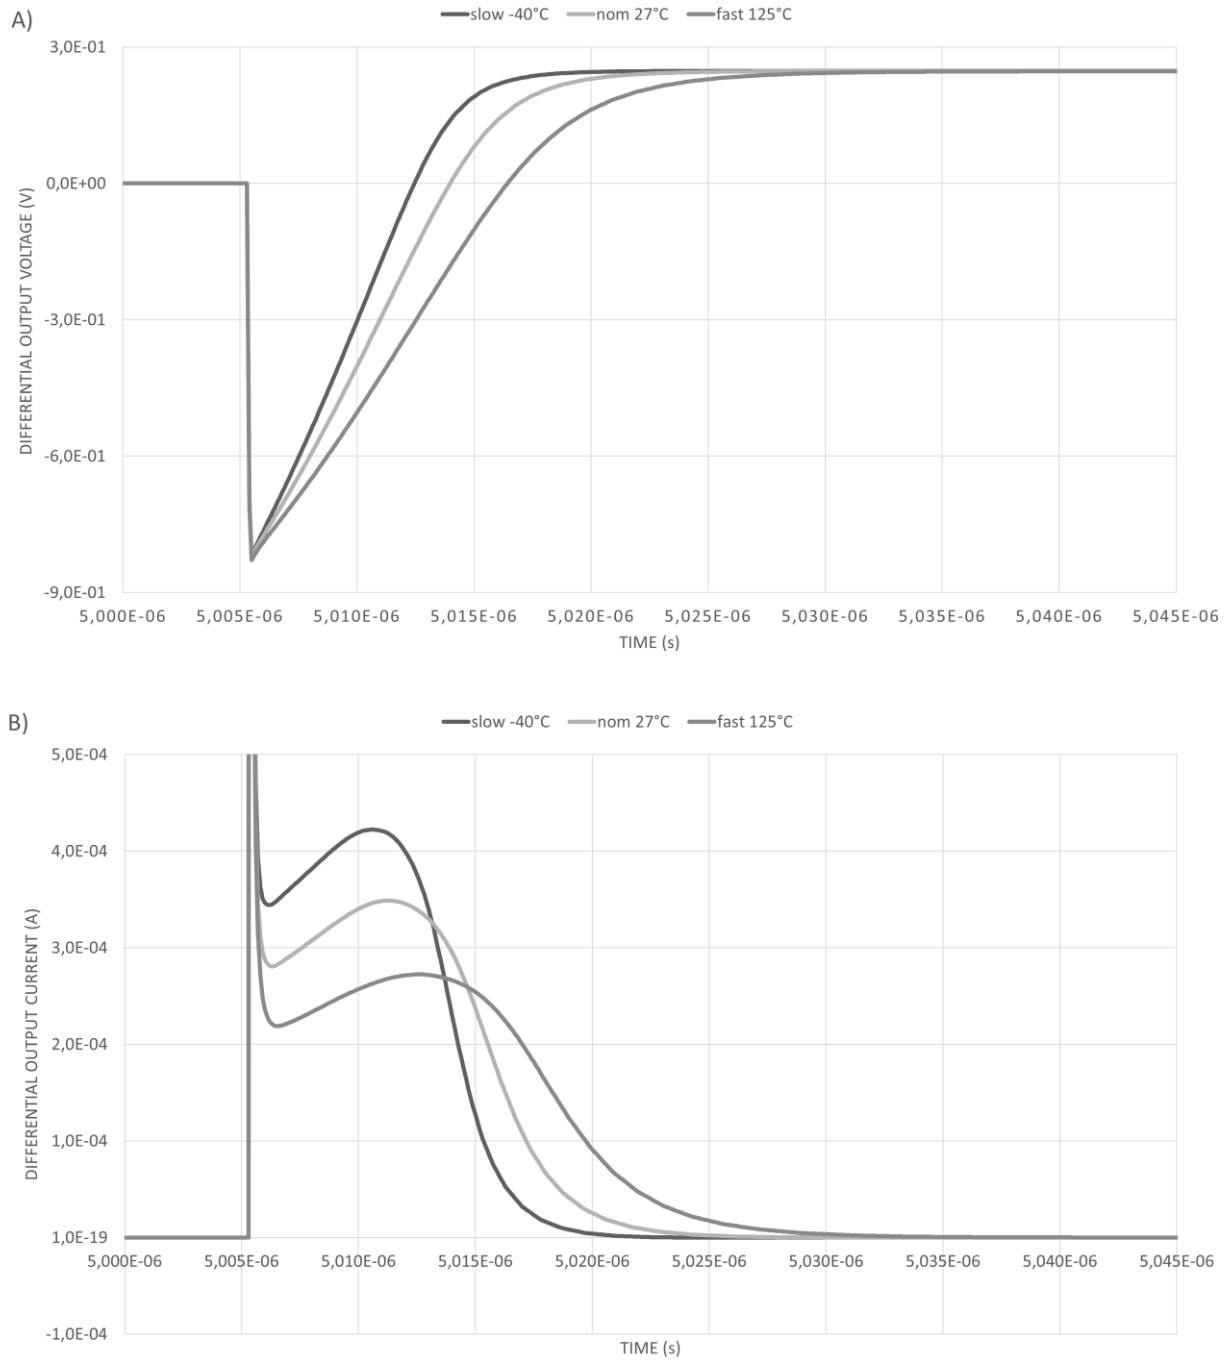 A)
slow -40°C nom 27°C fast 125°C
3,0E-01
0,0E+00
-3,0E-01
-6,0E-01
-9,0E-01
DIFFERENTIAL OUTPUT VOLTAGE (V)
5,000E-06 5,005E-06 5,010E-06 5,015E-06 5,020E-06 5,025E-06 5,030E-06 5,035E-06 5,040E-06 5,045E-06
TIME (s)
B)
slow -40°C nom 27°C fast 125°C
5,0E-04
4,0E-04
3,0E-04
2,0E-04
1,0E-04
1,0E-19
-1,0E-04
DIFFERENTIAL OUTPUT CURRENT (A)
5,000E-06 5,005E-06 5,010E-06 5,015E-06 5,020E-06 5,025E-06 5,030E-06 5,035E-06 5,040E-06 5,045E-06
TIME (s)